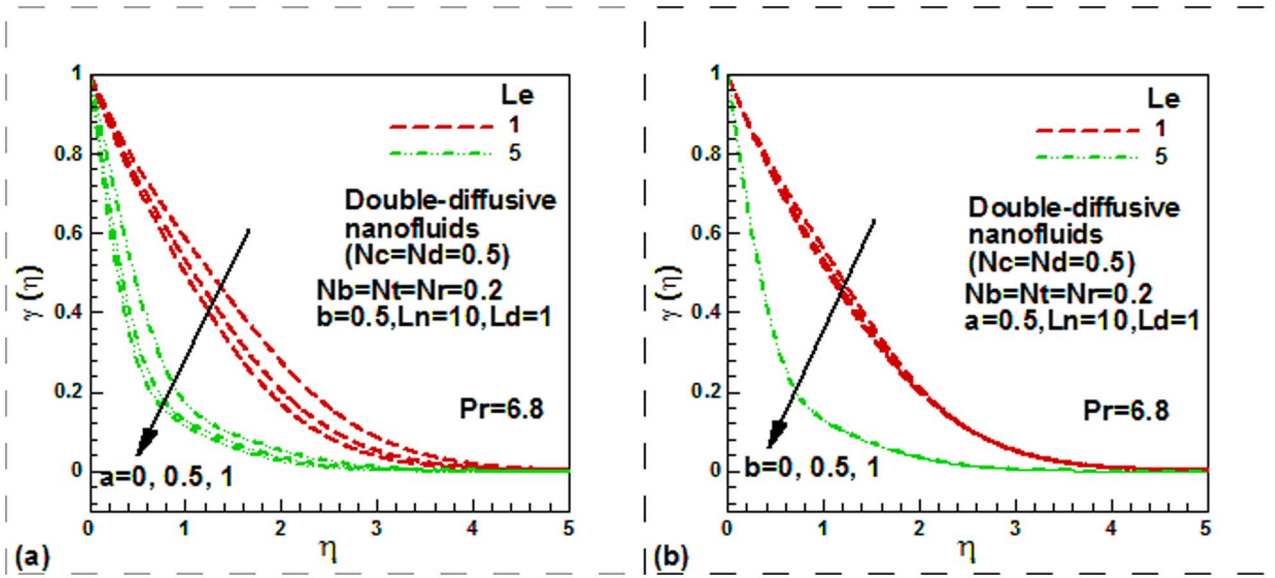 1
0.8
0.6
0.4
0.2
0
γ (η)
Le
1
5
Double-diffusive
nanofluids
(Nc=Nd=0.5)
Nb=Nt=Nr=0.2
b=0.5,Ln=10,Ld=1
Pr=6.8
a=0, 0.5, 1
0 1 2 3 4 5
η
(a)
1
0.8
0.6
0.4
0.2
0
γ (η)
Le
1
5
Double-diffusive
nanofluids
(Nc=Nd=0.5)
Nb=Nt=Nr=0.2
a=0.5,Ln=10,Ld=1
Pr=6.8
b=0, 0.5, 1
0 1 2 3 4 5
η
(b)